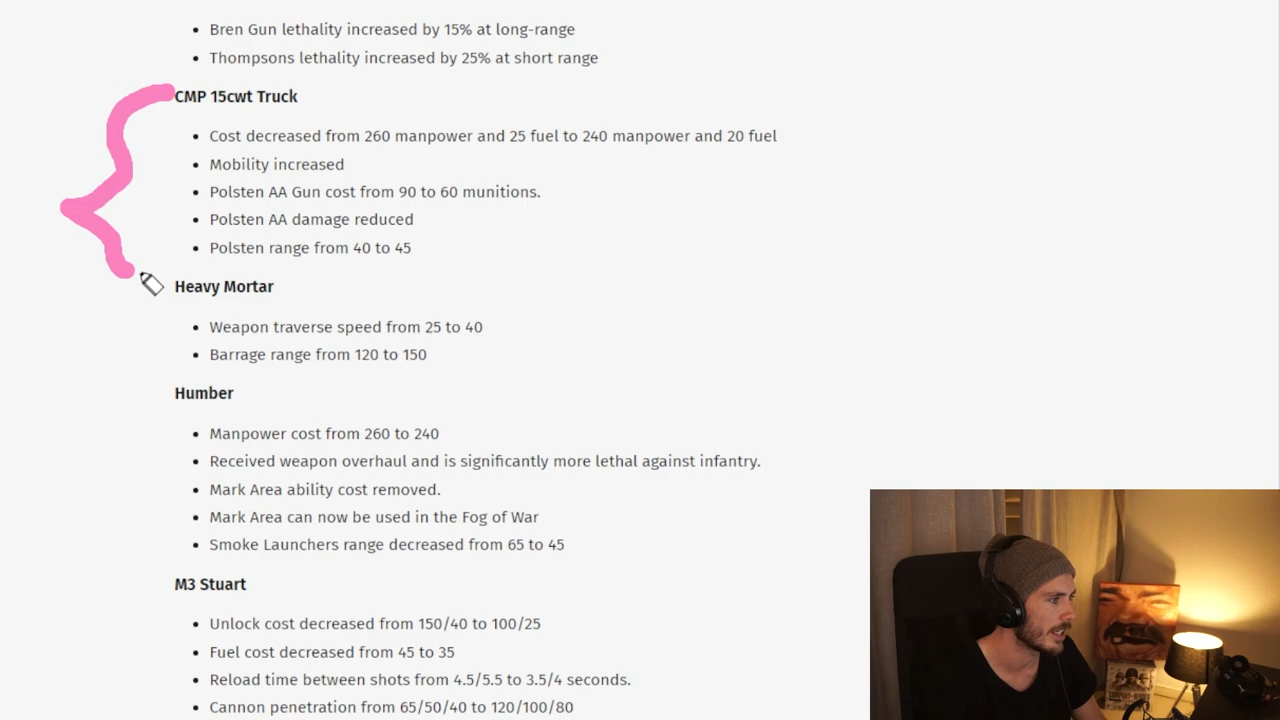 Bren Gun lethality increased by 15% at long-range
Thompsons lethality increased by 25% at short range
CMP 15cwt Truck
Cost decreased from 260 manpower and 25 fuel to 240 manpower and 20 fuel
Mobility increased
Polsten AA Gun cost from 90 to 60 munitions.
Polsten AA damage reduced
Polsten range from 40 to 45
Heavy Mortar
Weapon traverse speed from 25 to 40
Barrage range from 120 to 150
Humber
Manpower cost from 260 to 240
Received weapon overhaul and is significantly more lethal against infantry.
Mark Area ability cost removed.
Mark Area can now be used in the Fog of War
Smoke Launchers range decreased from 65 to 45
M3 Stuart
Unlock cost decreased from 150/40 to 100/25
Fuel cost decreased from 45 to 35
Reload time between shots from 4.5/5.5 to 3.5/4 seconds.
Cannon penetration from 65/50/40 to 120/100/80